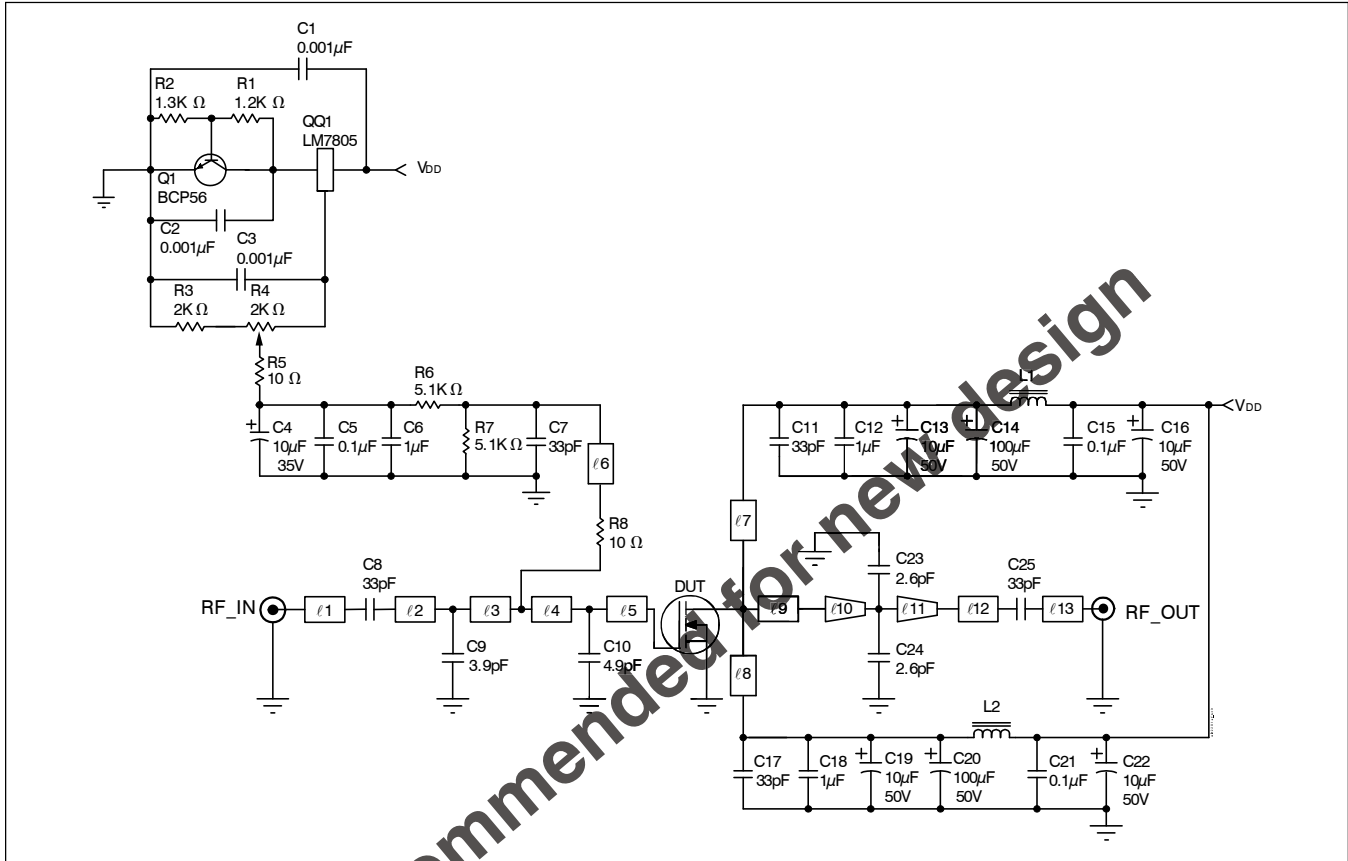 C1
0.001µF
R2
1.3K Ω
R1
1.2K Ω
QQ1
LM7805
VDD
Q1
BCP56
C2
0.001µF
C3
0.001µF
R3
2K Ω
R4
2K Ω
R5
10 Ω
R6
5.1K Ω
C4
10µF
35V
C5
0.1µF
C6
1µF
R7
5.1K Ω
C7
33pF
ℓ6
R8
10 Ω
L1
VDD
C11
33pF
C12
1µF
C13
10µF
50V
C14
100µF
50V
C15
0.1µF
C16
10µF
50V
ℓ7
RF_IN
ℓ1
C8
33pF
ℓ2
ℓ3
ℓ4
ℓ5
C9
3.9pF
C10
4.9pF
DUT
ℓ9
ℓ10
C23
2.6pF
ℓ11
ℓ12
C25
33pF
ℓ13
RF_OUT
C24
2.6pF
ℓ8
L2
C17
33pF
C18
1µF
C19
10µF
50V
C20
100µF
50V
C21
0.1µF
C22
10µF
50V
ommended for new design